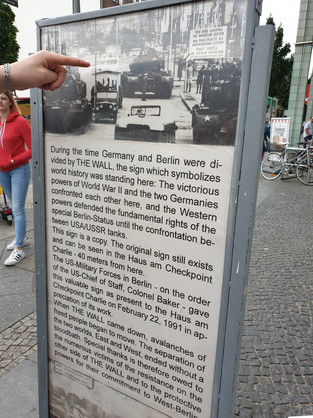 During the time Germany and Berlin were di-
vided by THE WALL, the sign which symbolizes
world history was standing here: The victorious
powers of World War II and the two Germanies
confronted each other here, and the Western
powers defended the fundamental rights of the
special Berlin-Status until the confrontation be-
tween USA/USSR tanks.
This sign is a copy. The original sign still exists
and can be seen in the Haus am Checkpoint
Charlie - 40 meters from here.
The US-Military Forces in Berlin - on the order
of the US-Chief of Staff, Colonel Baker - gave
this valuable sign as present to the Haus am
Checkpoint Charlie on February 22, 1991 in ap-
preciation of its work.
When THE WALL came down, avalanches of
freed people began to move. The separation of
the two worlds, East and West, ended without a
bloodbath. Special thanks is therefore owed to
the numerous victims of the resistance on the
other side of THE WALL and to the protective
powers for their commitment to West-Berlin.